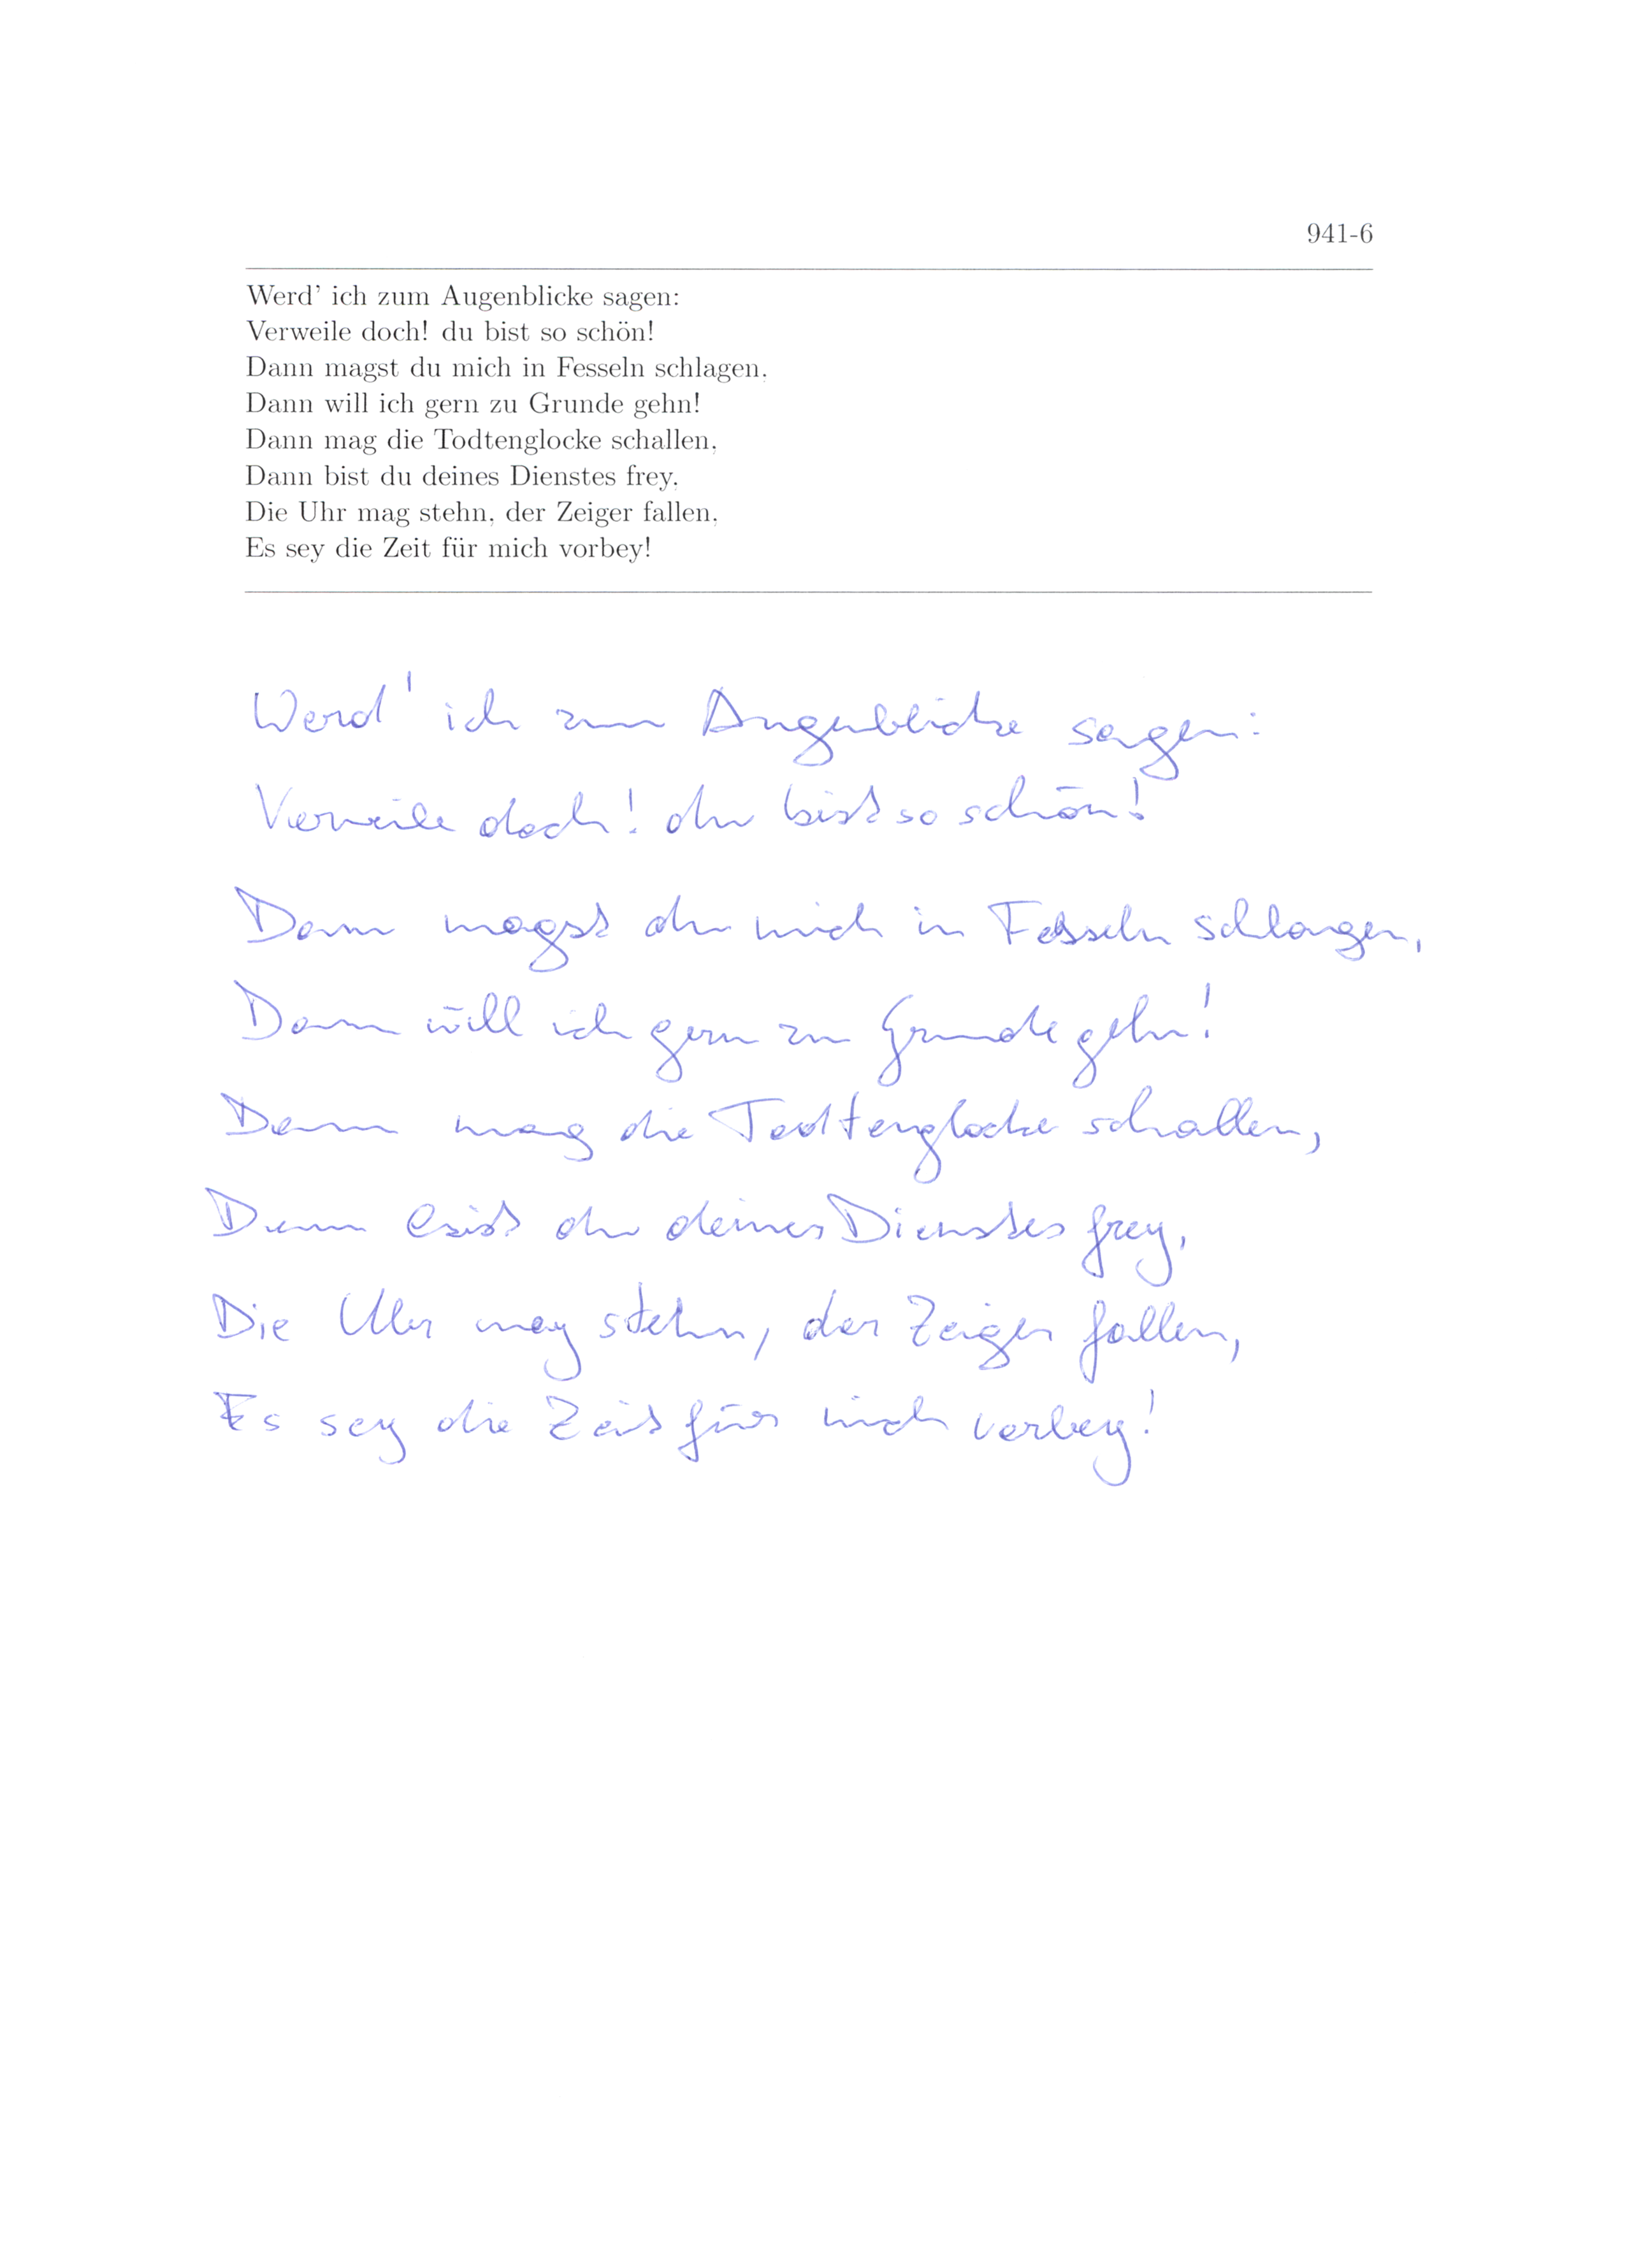 941-6
Werd' ich zum Augenblicke sagen:
Verweile doch! du bist so schön!
Dann magst du mich in Fesseln schlagen,
Dann will ich gern zu Grunde gehn!
Dann mag die Todtenglocke schallen,
Dann bist du deines Dienstes frey,
Die Uhr mag stehn, der Zeiger fallen,
Es sey die Zeit für mich vorbey!
Werd' ich zum Augenblicke sagen:
Verweile doch! du bist so schön!
Dann magst du mich in Fesseln schlangen,
Dann will ich gern zu Grunde gehn!
Dann mag die Todtenglocke schallen,
Dann bist du deines Dienstes frey,
Die Uhr mag stehn, der Zeiger fallen,
Es sey die Zeit für mich vorbey!